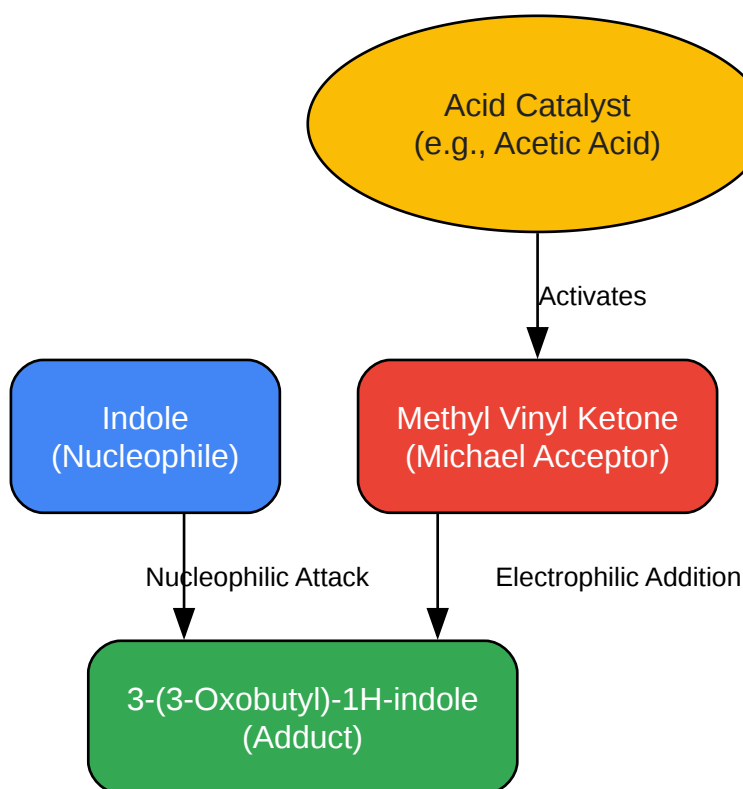 Acid Catalyst
(e.g., Acetic Acid)
Activates
Indole
(Nucleophile)
Methyl Vinyl Ketone
(Michael Acceptor)
Nucleophilic Attack
Electrophilic Addition
3-(3-Oxobutyl)-1H-indole
(Adduct)